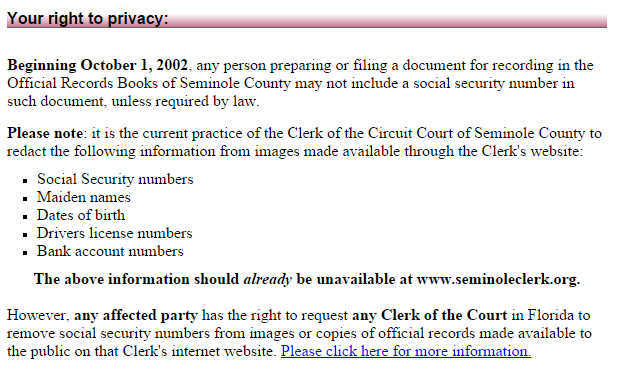 Your right to privacy:
Beginning October 1, 2002, any person preparing or filing a document for recording in the
Official Records Books of Seminole County may not include a social security number in
such document, unless required by law.
Please note: it is the current practice of the Clerk of the Circuit Court of Seminole County to
redact the following information from images made available through the Clerk's website:
▪ Social Security numbers
▪ Maiden names
▪ Dates of birth
▪ Drivers license numbers
▪ Bank account numbers
The above information should already be unavailable at www.seminoleclerk.org.
However, any affected party has the right to request any Clerk of the Court in Florida to
remove social security numbers from images or copies of official records made available to
the public on that Clerk's internet website. Please click here for more information.